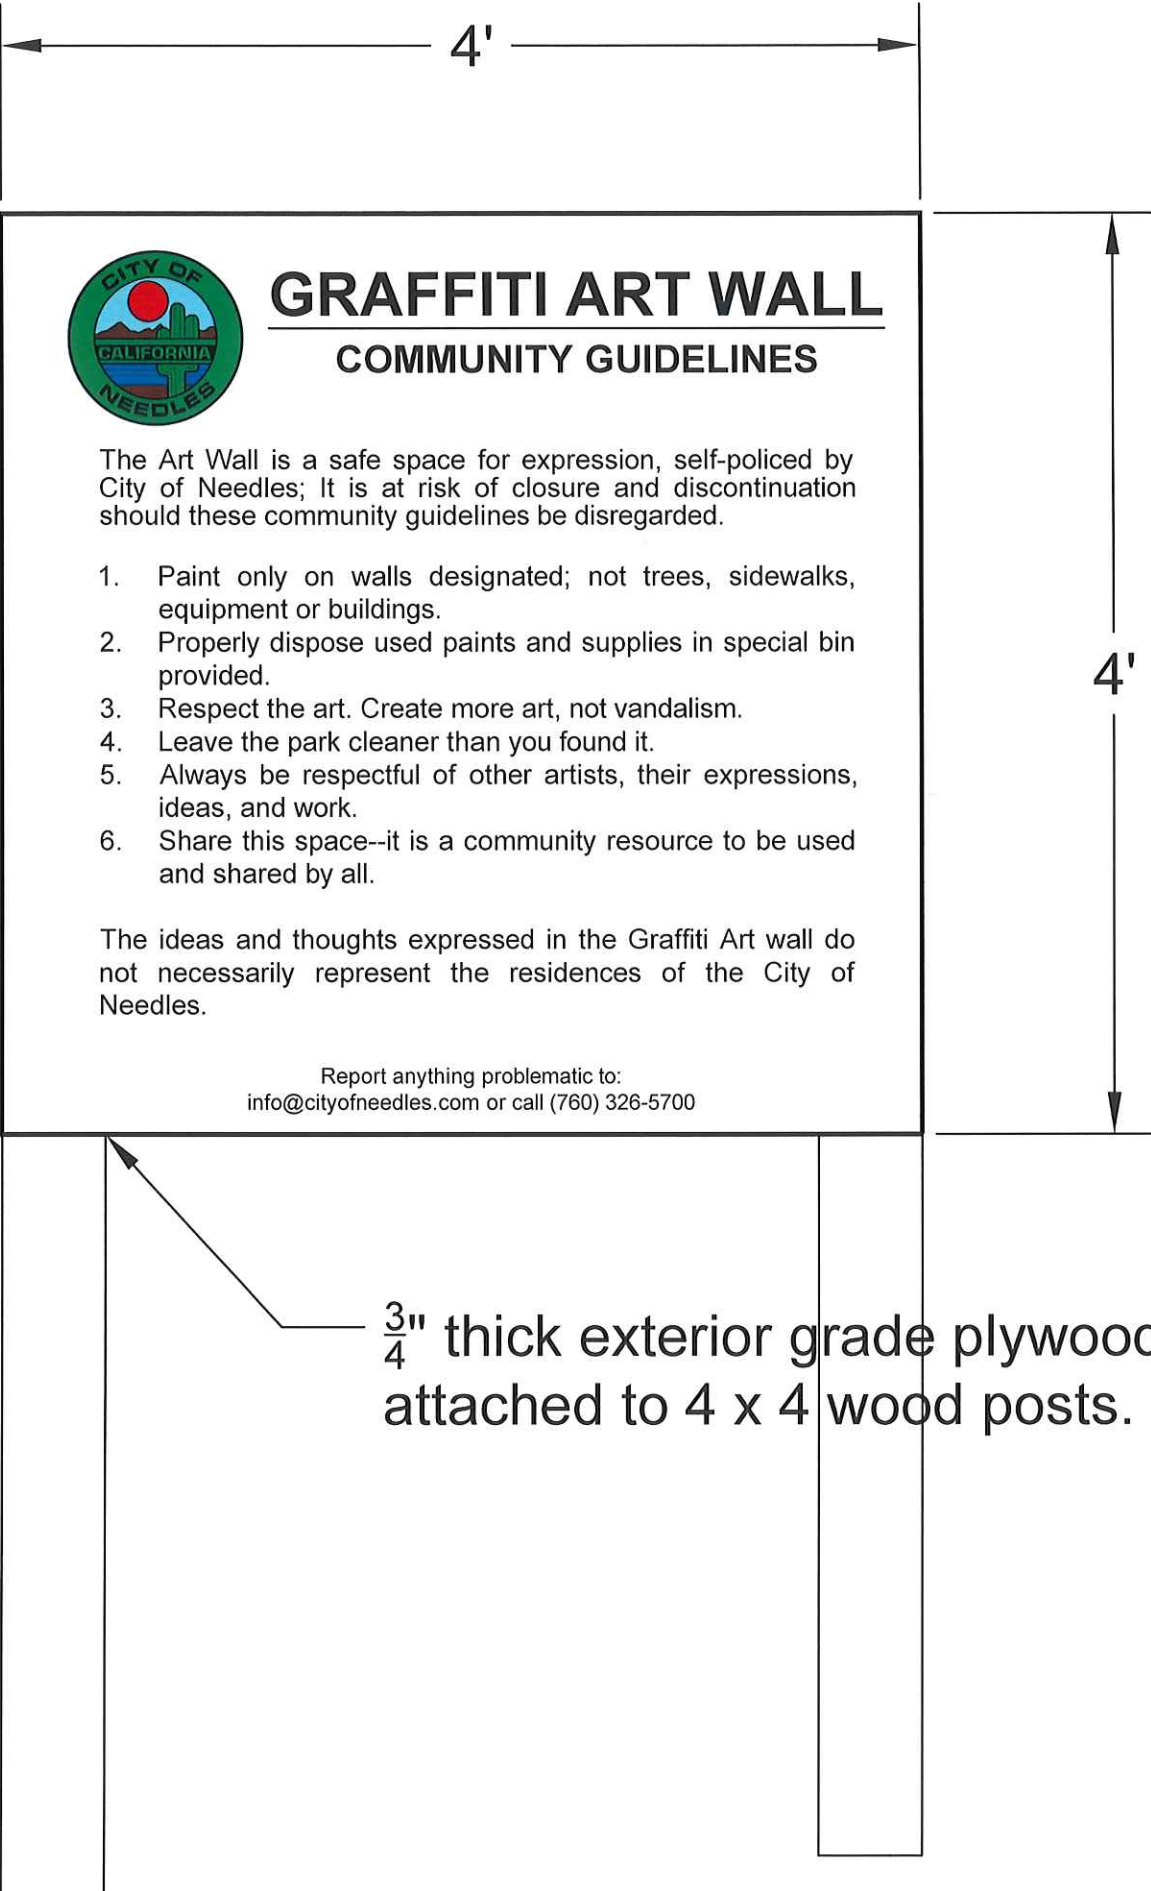 4'
CITY OF
CALIFORNIA
NEEDLES
GRAFFITI ART WALL
COMMUNITY GUIDELINES
The Art Wall is a safe space for expression, self-policed by
City of Needles; It is at risk of closure and discontinuation
should these community guidelines be disregarded.
1. Paint only on walls designated; not trees, sidewalks,
equipment or buildings.
2. Properly dispose used paints and supplies in special bin
provided.
3. Respect the art. Create more art, not vandalism.
4. Leave the park cleaner than you found it.
5. Always be respectful of other artists, their expressions,
ideas, and work.
6. Share this space--it is a community resource to be used
and shared by all.
The ideas and thoughts expressed in the Graffiti Art wall do
not necessarily represent the residences of the City of
Needles.
Report anything problematic to:
info@cityofneedles.com or call (760) 326-5700
4'
3/4" thick exterior grade plywood
attached to 4 x 4 wood posts.